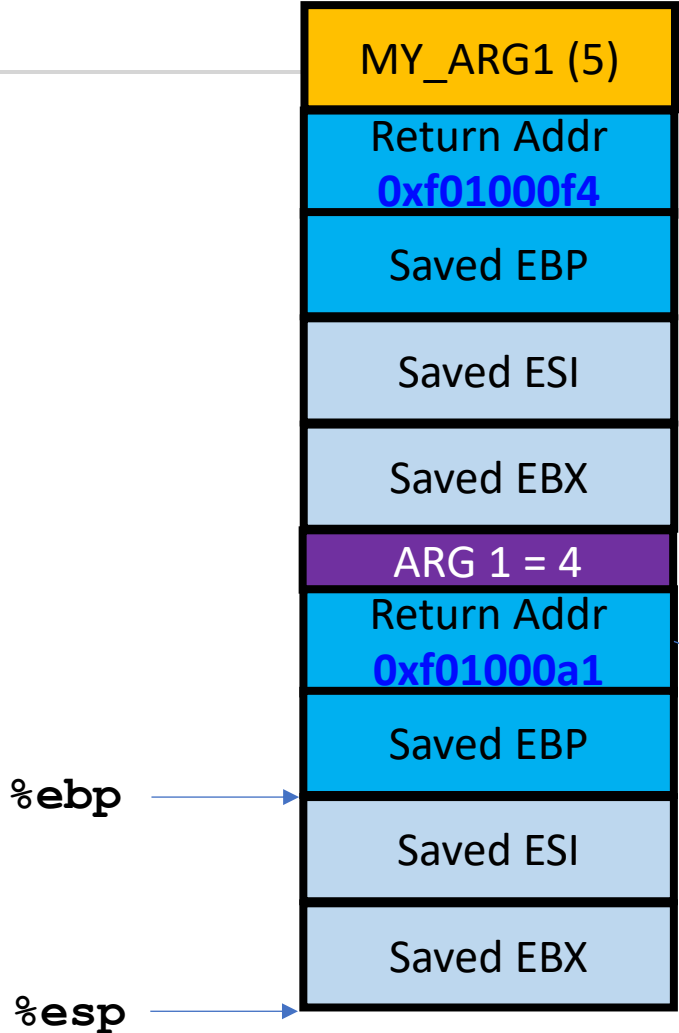 MY_ARG1 (5)
Return Addr
0xf01000f4
Saved EBP
Saved ESI
Saved EBX
ARG 1 = 4
Return Addr
0xf01000a1
Saved EBP
%ebp
Saved ESI
Saved EBX
%esp